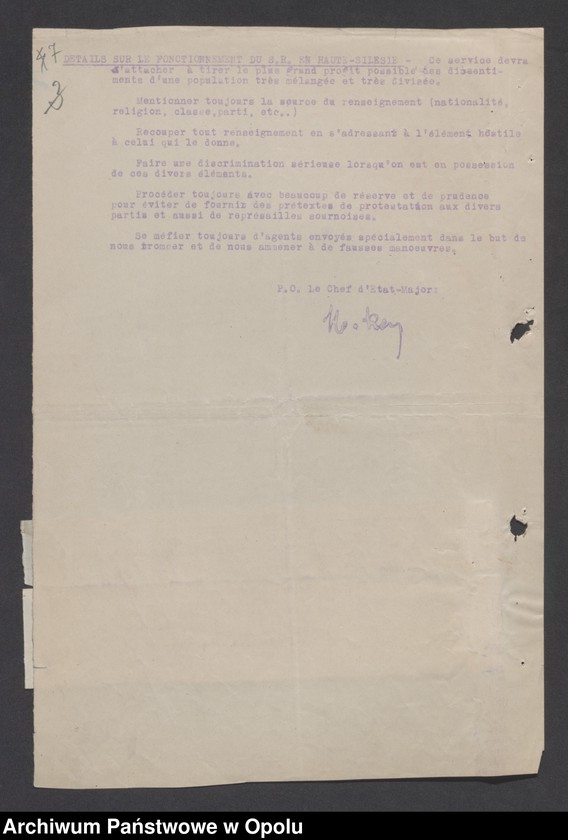 47
3
DETAILS SUR LE FONCTIONNEMENT DU S.R. EN HAUTE-SILESIE - Ce service devra
s'attacher à tirer le plus grand profit possible des dissenti-
ments d'une population très mélangée et très divisée.
Mentionner toujours la source du renseignement (nationalité,
religion, classe,parti, etc..)
Recouper tout renseignement en s'adressant à l'élément hostile
à celui qui le donne.
Faire une discrimination sérieuse lorsqu'on est en possession
de ces divers éléments.
Procéder toujours avec beaucoup de réserve et de prudence
pour éviter de fournir des pretextes de protestation aux divers
partis et aussi de représailles sournoises.
Se méfier toujours d'agents envoyés spécialement dans le but de
nous tromper et de nous amener à de fausses manoeuvres.
P.O. Le Chef d'Etat-Major:
Archiwum Państwowe w Opolu